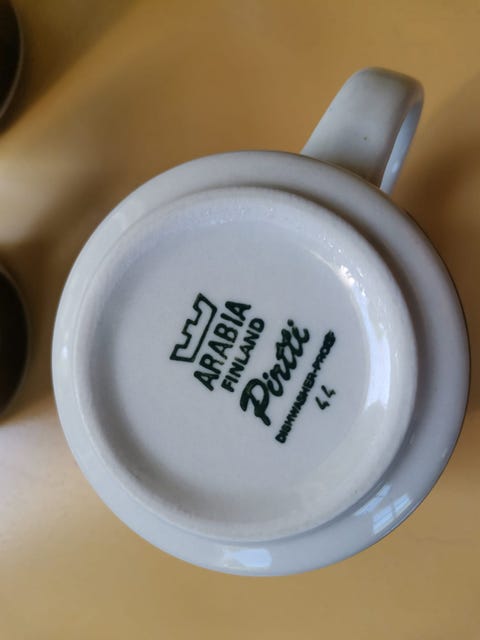 ARABIA
FINLAND
Pirtti
DISHWASHER-PROOF
44